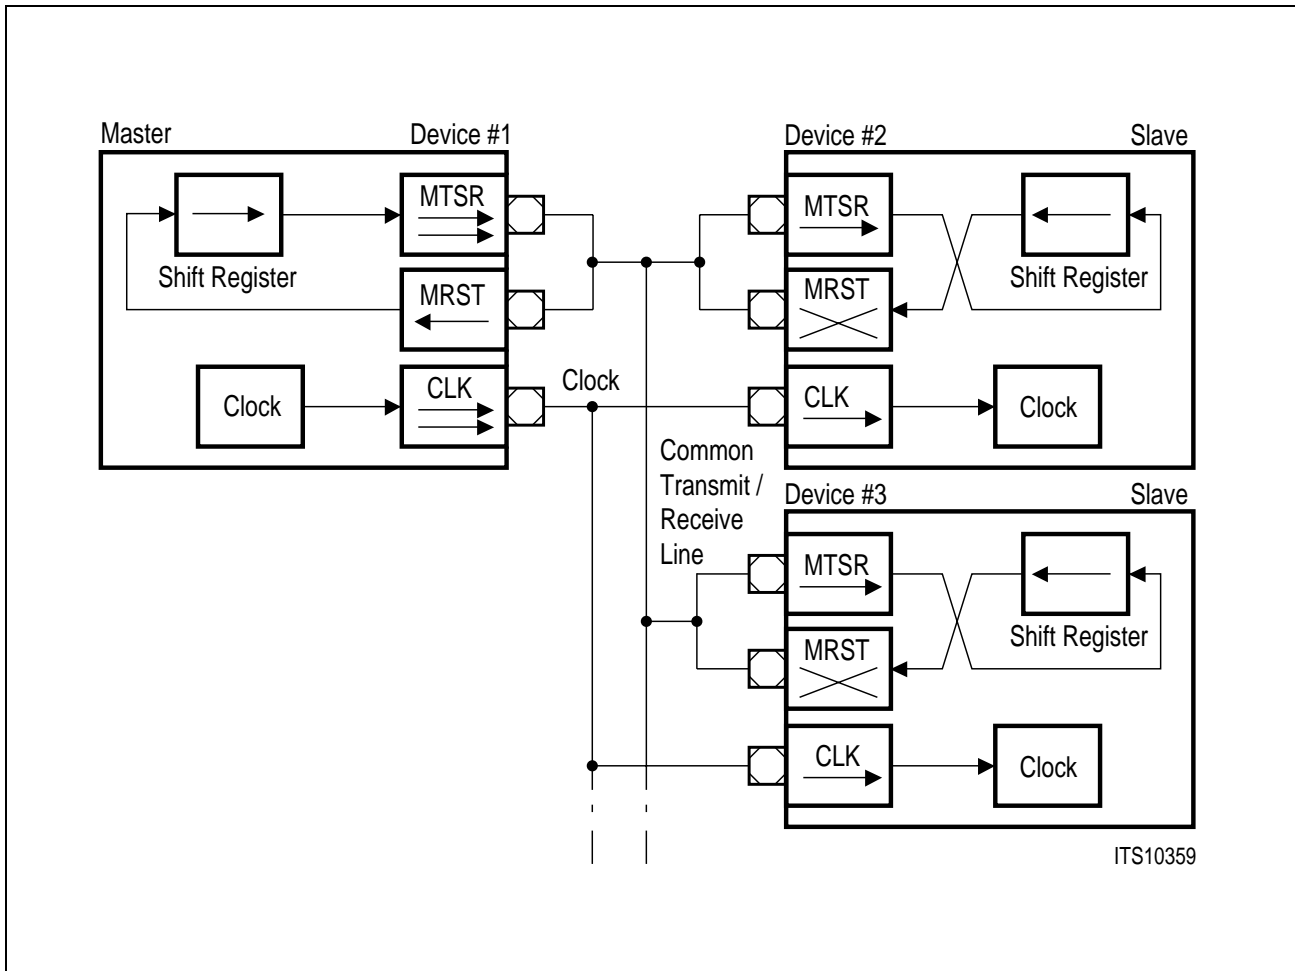 Master
Device #1
MTSR
Shift Register
MRST
Clock
CLK
Clock
Common
Transmit /
Receive
Line
Device #2
Slave
MTSR
Shift Register
MRST
CLK
Clock
Device #3
Slave
MTSR
Shift Register
MRST
CLK
Clock
ITS10359